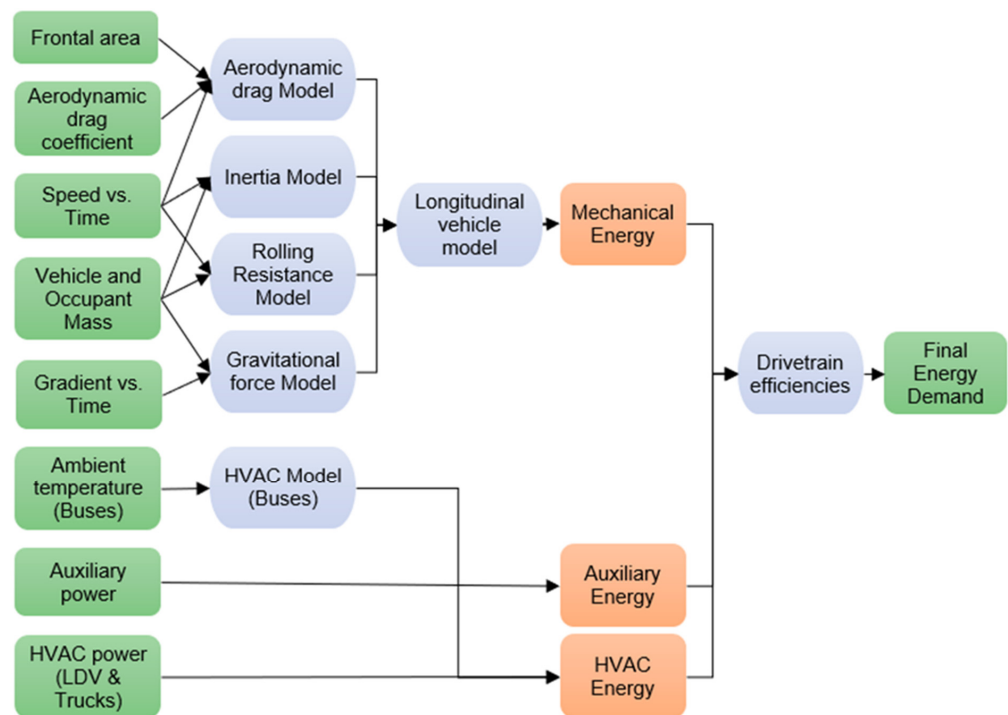 Frontal area
Aerodynamic
drag
coefficient
Speed vs.
Time
Vehicle and
Occupant
Mass
Gradient vs.
Time
Ambient
temperature
(Buses)
Auxiliary
power
HVAC power
(LDV &
Trucks)
Aerodynamic
drag Model
Inertia Model
Rolling
Resistance
Model
Gravitational
force Model
HVAC Model
(Buses)
Longitudinal
vehicle
model
Mechanical
Energy
Auxiliary
Energy
HVAC
Energy
Drivetrain
efficiencies
Final
Energy
Demand